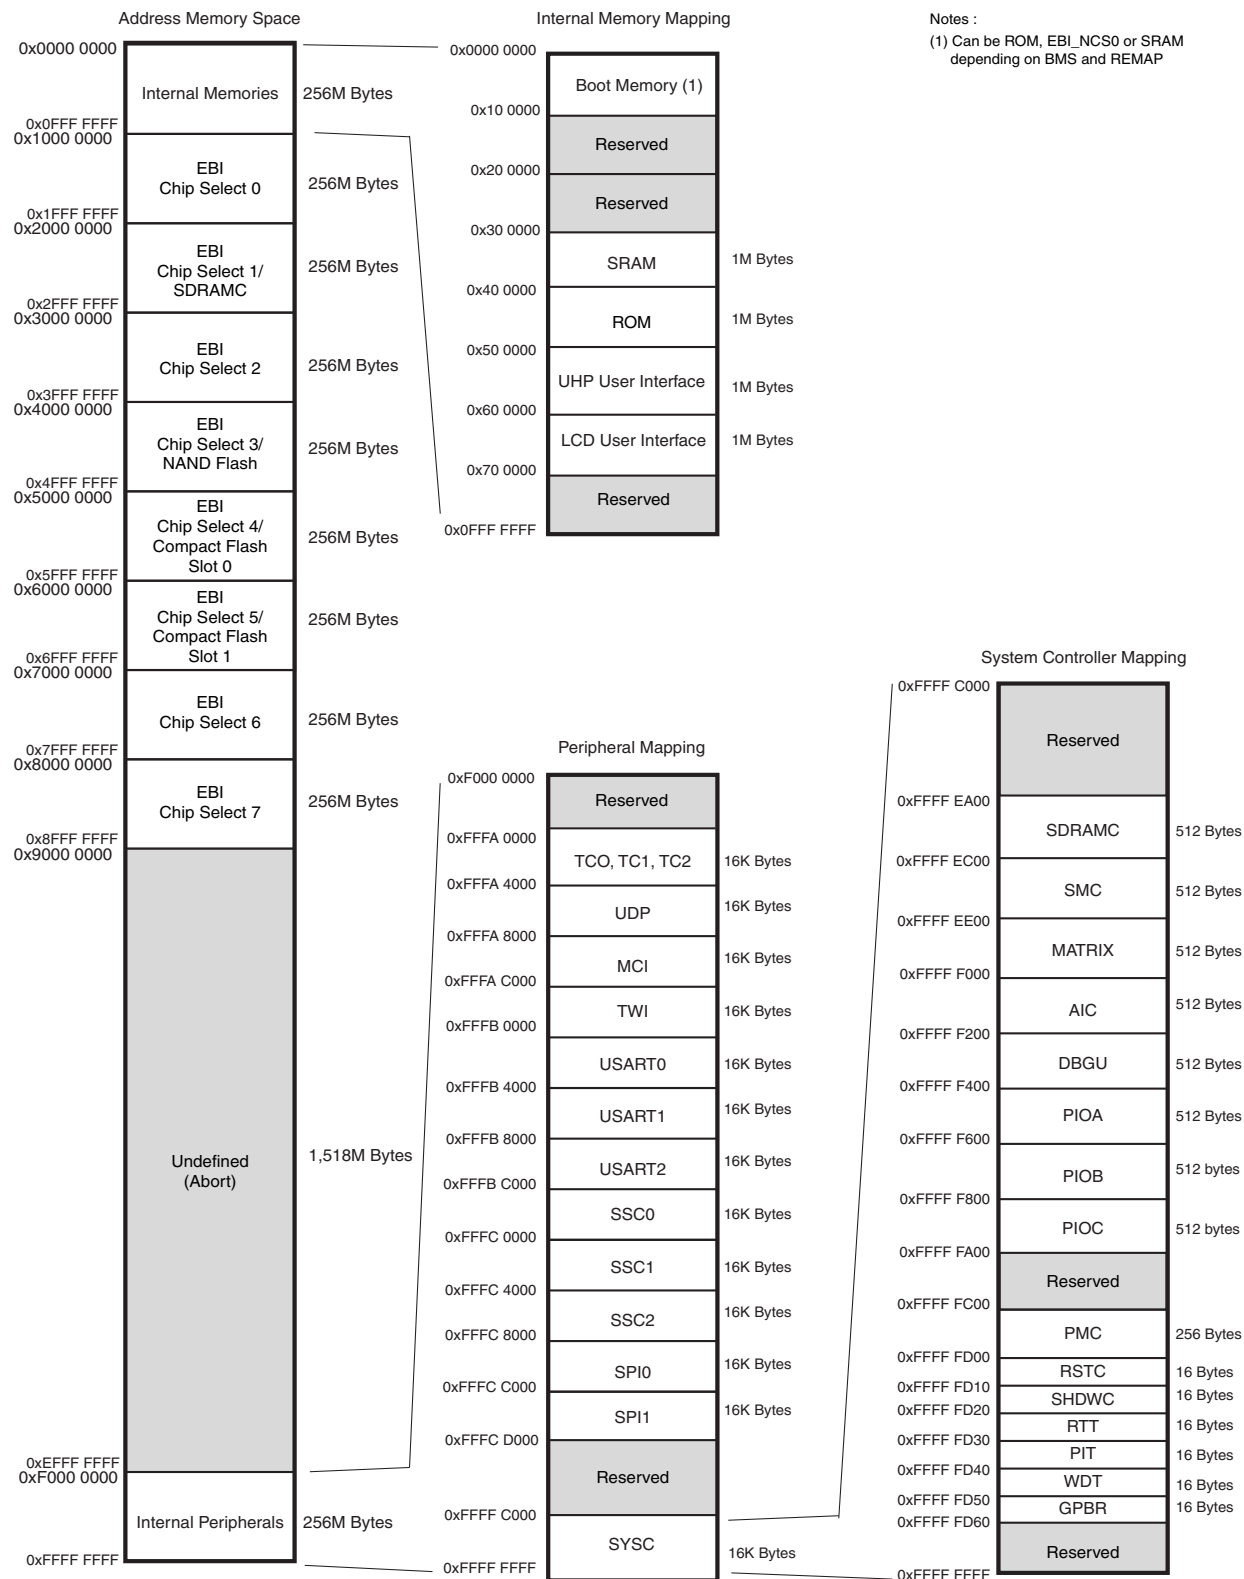 Address Memory Space
0x0000 0000
Internal Memories
256M Bytes
0x0FFF FFFF
0x1000 0000
EBI
Chip Select 0
256M Bytes
0x1FFF FFFF
0x2000 0000
EBI
Chip Select 1/
SDRAMC
256M Bytes
0x2FFF FFFF
0x3000 0000
EBI
Chip Select 2
256M Bytes
0x3FFF FFFF
0x4000 0000
EBI
Chip Select 3/
NAND Flash
256M Bytes
0x4FFF FFFF
0x5000 0000
EBI
Chip Select 4/
Compact Flash
Slot 0
256M Bytes
0x5FFF FFFF
0x6000 0000
EBI
Chip Select 5/
Compact Flash
Slot 1
256M Bytes
0x6FFF FFFF
0x7000 0000
EBI
Chip Select 6
256M Bytes
0x7FFF FFFF
0x8000 0000
EBI
Chip Select 7
256M Bytes
0x8FFF FFFF
0x9000 0000
Undefined
(Abort)
1,518M Bytes
0xEFFF FFFF
0xF000 0000
Internal Peripherals
256M Bytes
0xFFFF FFFF
Internal Memory Mapping
0x0000 0000
Boot Memory (1)
0x10 0000
Reserved
0x20 0000
Reserved
0x30 0000
SRAM
1M Bytes
0x40 0000
ROM
1M Bytes
0x50 0000
UHP User Interface
1M Bytes
0x60 0000
LCD User Interface
1M Bytes
0x70 0000
Reserved
0x0FFF FFFF
Notes :
(1) Can be ROM, EBI_NCS0 or SRAM
depending on BMS and REMAP
Peripheral Mapping
0xF000 0000
Reserved
0xFFFA 0000
TCO, TC1, TC2
16K Bytes
0xFFFA 4000
UDP
16K Bytes
0xFFFA 8000
MCI
16K Bytes
0xFFFA C000
TWI
16K Bytes
0xFFFB 0000
USART0
16K Bytes
0xFFFB 4000
USART1
16K Bytes
0xFFFB 8000
USART2
16K Bytes
0xFFFB C000
SSC0
16K Bytes
0xFFFC 0000
SSC1
16K Bytes
0xFFFC 4000
SSC2
16K Bytes
0xFFFC 8000
SPI0
16K Bytes
0xFFFC C000
SPI1
16K Bytes
0xFFFC D000
Reserved
0xFFFF C000
SYSC
16K Bytes
0xFFFF FFFF
System Controller Mapping
0xFFFF C000
Reserved
0xFFFF EA00
SDRAMC
512 Bytes
0xFFFF EC00
SMC
512 Bytes
0xFFFF EE00
MATRIX
512 Bytes
0xFFFF F000
AIC
512 Bytes
0xFFFF F200
DBGU
512 Bytes
0xFFFF F400
PIOA
512 Bytes
0xFFFF F600
PIOB
512 bytes
0xFFFF F800
PIOC
512 bytes
0xFFFF FA00
Reserved
0xFFFF FC00
PMC
256 Bytes
0xFFFF FD00
RSTC
16 Bytes
0xFFFF FD10
SHDWC
16 Bytes
0xFFFF FD20
RTT
16 Bytes
0xFFFF FD30
PIT
16 Bytes
0xFFFF FD40
WDT
16 Bytes
0xFFFF FD50
GPBR
16 Bytes
0xFFFF FD60
Reserved
0xFFFF FFFF